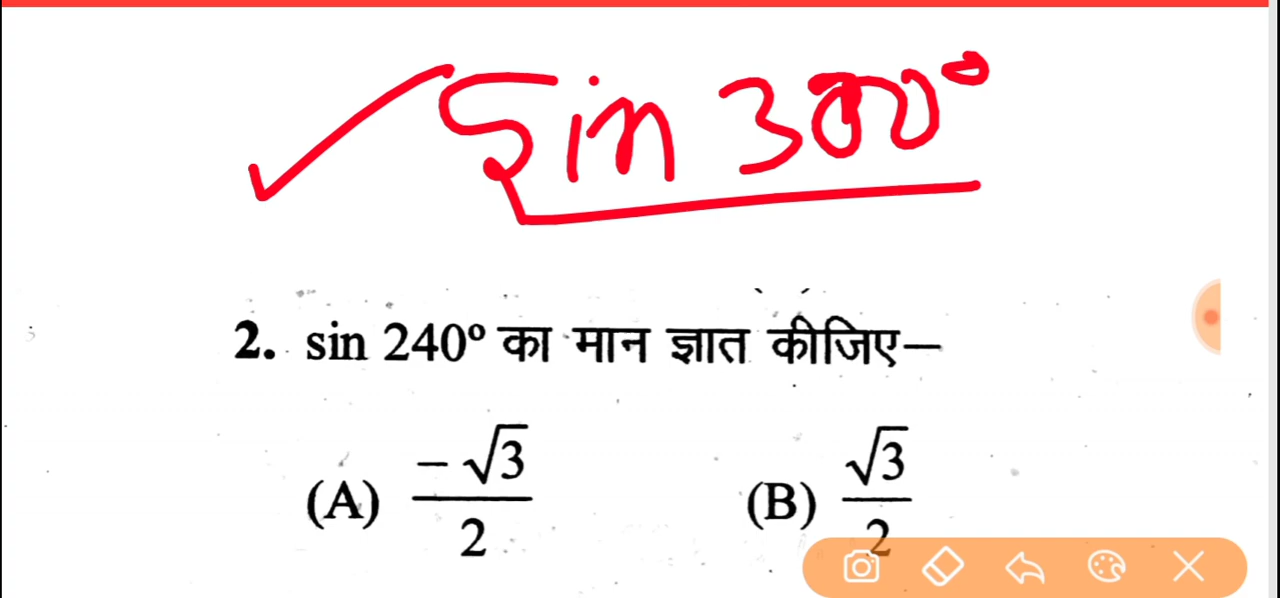 Sin 300°
2. sin 240° का मान ज्ञात कीजिए—
(A) -√3/2 (B) √3/2